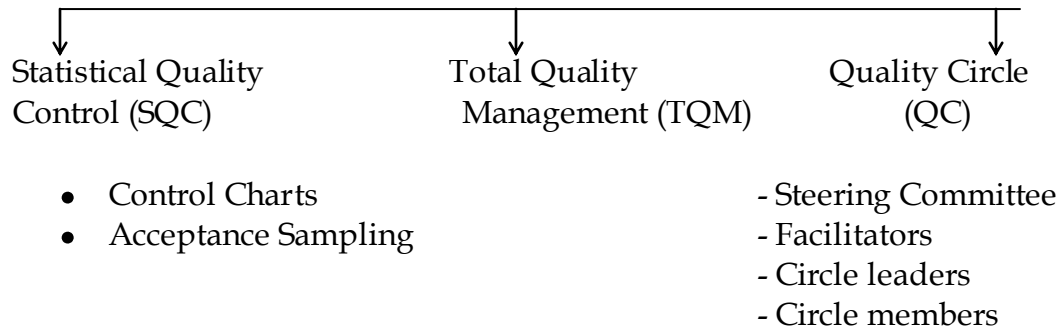 Statistical Quality
Control (SQC)
Total Quality
Management (TQM)
Quality Circle
(QC)
• Control Charts
• Acceptance Sampling
- Steering Committee
- Facilitators
- Circle leaders
- Circle members